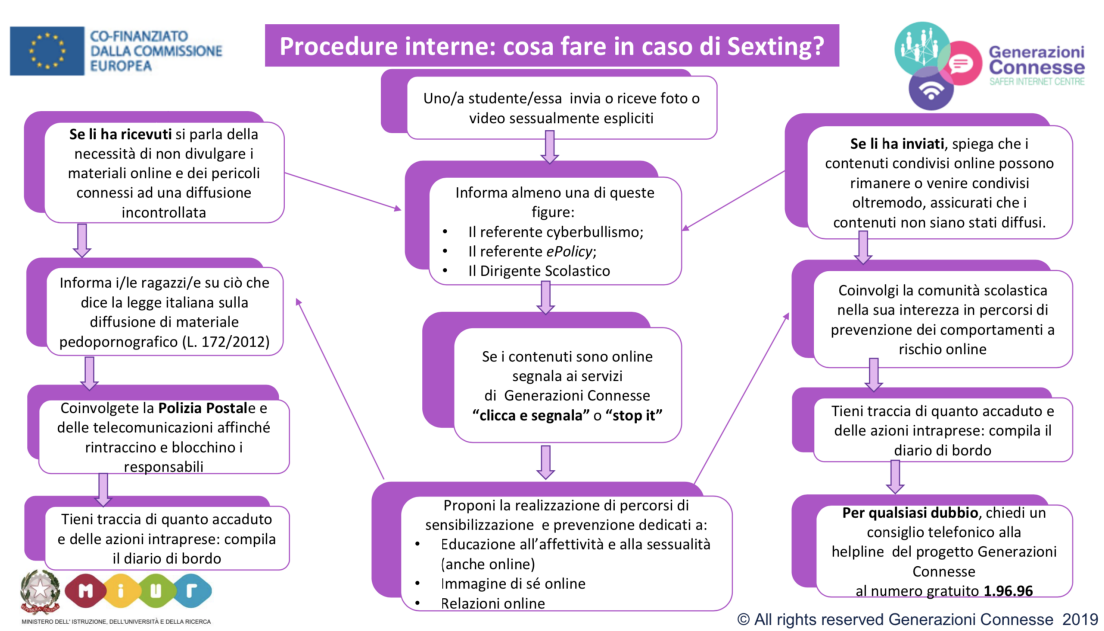 CO-FINANZIATO
DALLA COMMISSIONE
EUROPEA
Procedure interne: cosa fare in caso di Sexting?
Generazioni
Connesse
SAFER INTERNET CENTRE
Uno/a studente/essa invia o riceve foto o
video sessualmente espliciti
Se li ha ricevuti si parla della
necessità di non divulgare i
materiali online e dei pericoli
connessi ad una diffusione
incontrollata
Informa i/le ragazzi/e su ciò che
dice la legge italiana sulla
diffusione di materiale
pedopornografico (L. 172/2012)
Coinvolgete la Polizia Postale e
delle telecomunicazioni affinché
rintraccino e blocchino i
responsabili
Tieni traccia di quanto accaduto
e delle azioni intraprese: compila
il diario di bordo
Informa almeno una di queste
figure:
• Il referente cyberbullismo;
• Il referente ePolicy;
• Il Dirigente Scolastico
Se i contenuti sono online
segnala ai servizi
di Generazioni Connesse
“clicca e segnala” o “stop it”
Proponi la realizzazione di percorsi di
sensibilizzazione e prevenzione dedicati a:
• Educazione all’affettività e alla sessualità
(anche online)
• Immagine di sé online
• Relazioni online
Se li ha inviati, spiega che i
contenuti condivisi online possono
rimanere o venire condivisi
oltremodo, assicurati che i
contenuti non siano stati diffusi.
Coinvolgi la comunità scolastica
nella sua interezza in percorsi di
prevenzione dei comportamenti a
rischio online
Tieni traccia di quanto accaduto e
delle azioni intraprese: compila il
diario di bordo
Per qualsiasi dubbio, chiedi un
consiglio telefonico alla
helpline del progetto Generazioni
Connesse
al numero gratuito 1.96.96
MiUr
MINISTERO DELL' ISTRUZIONE, DELL'UNIVERSITÀ E DELLA RICERCA
© All rights reserved Generazioni Connesse 2019